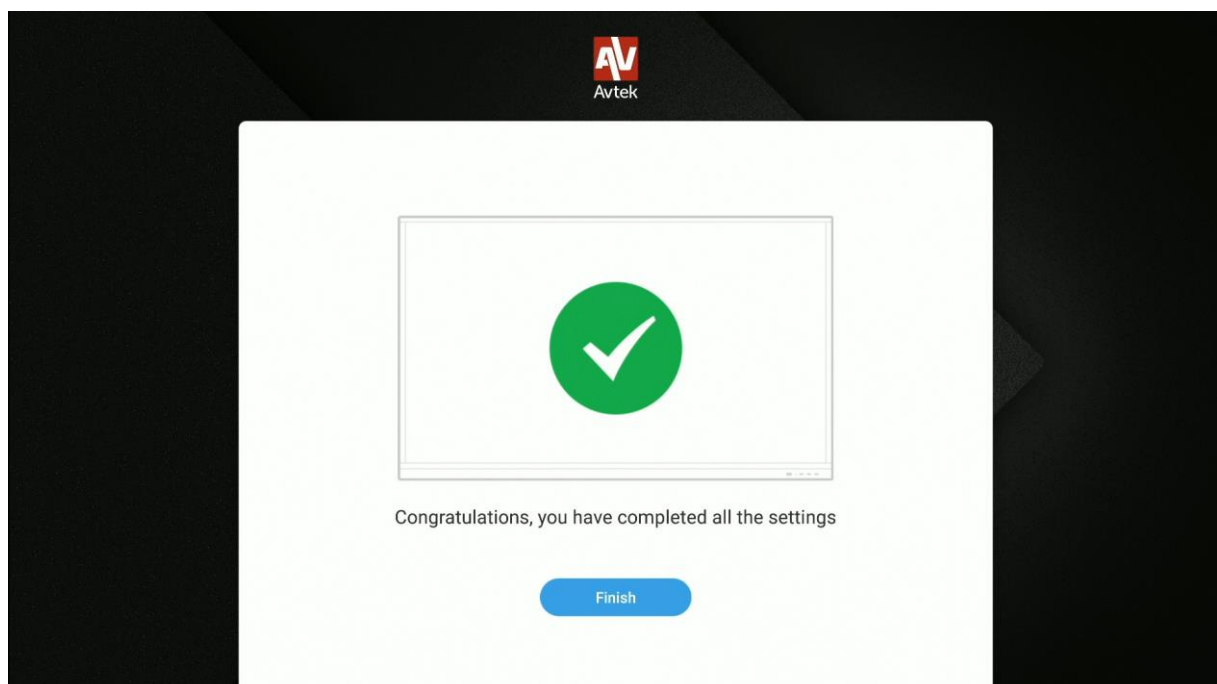 AV
Avtek
Congratulations, you have completed all the settings
Finish